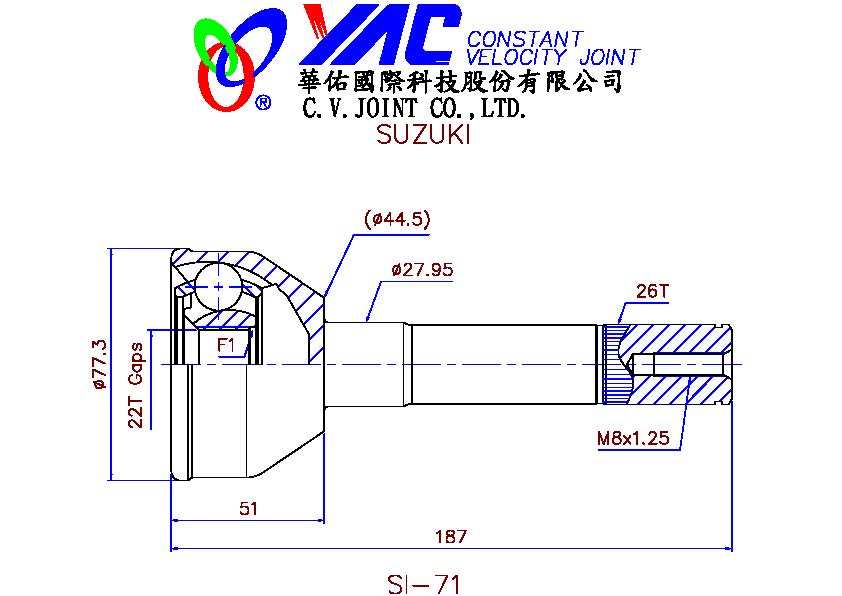 YAC CONSTANT
VELOCITY JOINT
®
華佑國際科技股份有限公司
C.V.JOINT CO.,LTD.
SUZUKI
(ø44.5)
ø27.95
26T
F1
ø77.3
22T Gaps
M8x1.25
51
187
SI-71